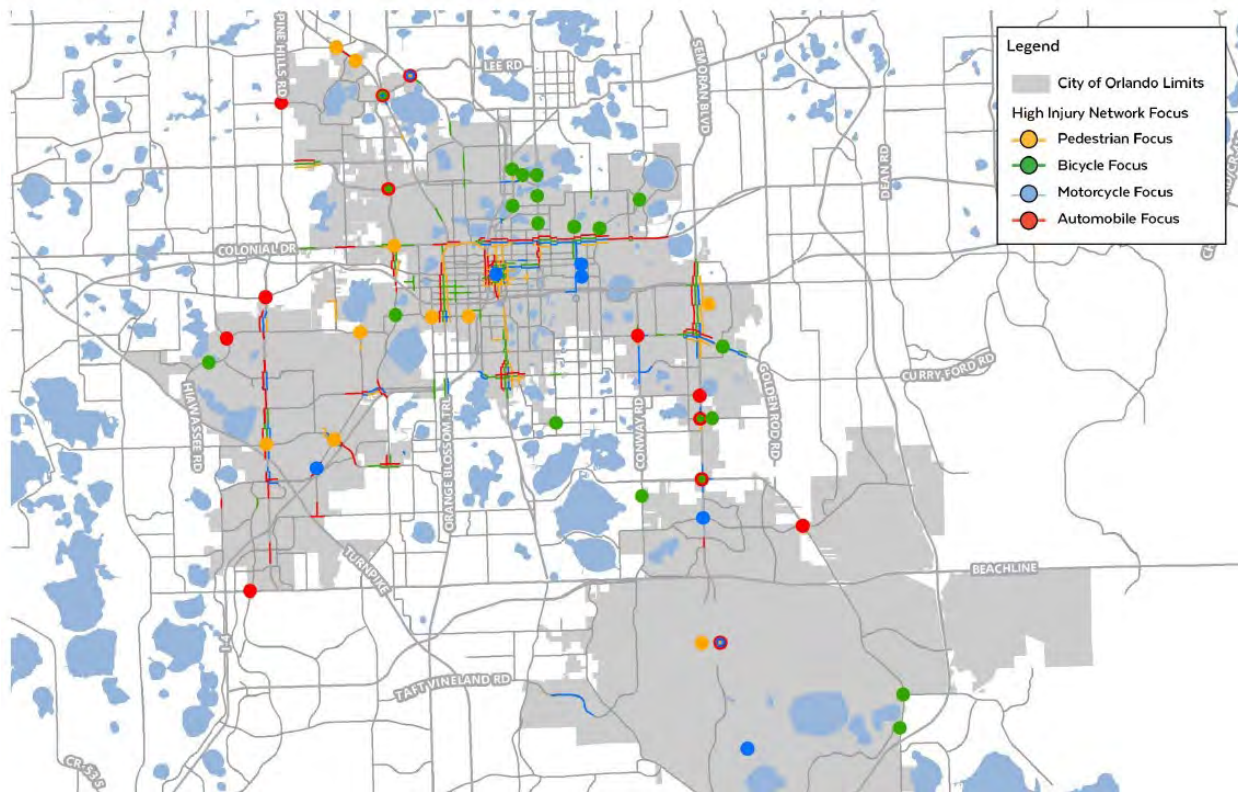 PINE HILLS RD
LEE RD
SEMORAN BLVD
DEAN RD
COLONIAL DR
HIAWASSEE RD
ORANGE BLOSSOM TRL
CONWAY RD
GOLDEN ROD RD
CURRY FORD RD
TURNPIKE
BEACHLINE
I-4
TAFT VINELAND RD
CR-535
Legend
City of Orlando Limits
High Injury Network Focus
Pedestrian Focus
Bicycle Focus
Motorcycle Focus
Automobile Focus